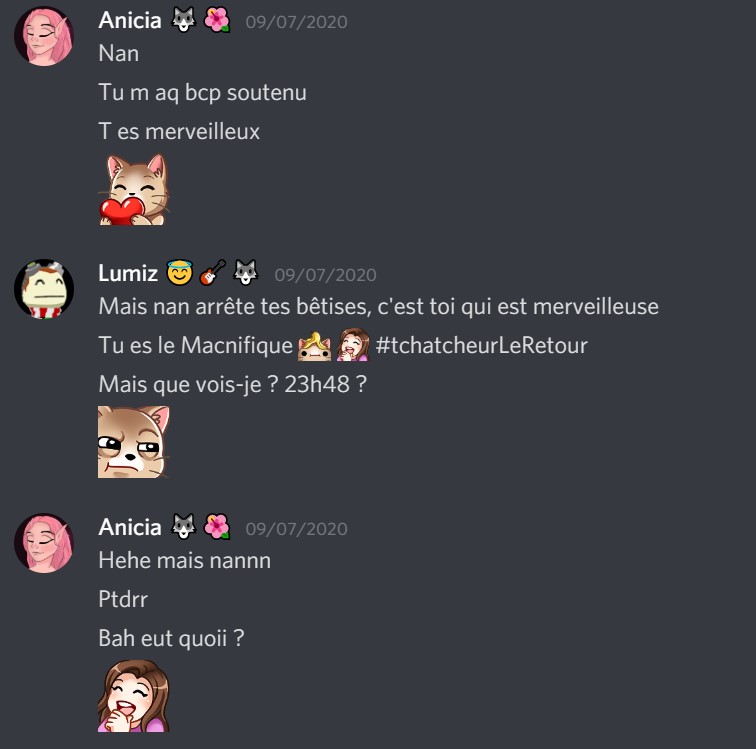 Anicia 🐺 🌺 09/07/2020
Nan
Tu m aq bcp soutenu
T es merveilleux
Lumiz 😇 🎸 🐺 09/07/2020
Mais nan arrête tes bêtises, c'est toi qui est merveilleuse
Tu es le Macnifique #tchatcheurLeRetour
Mais que vois-je ? 23h48 ?
Anicia 🐺 🌺 09/07/2020
Hehe mais nannn
Ptdrr
Bah eut quoii ?